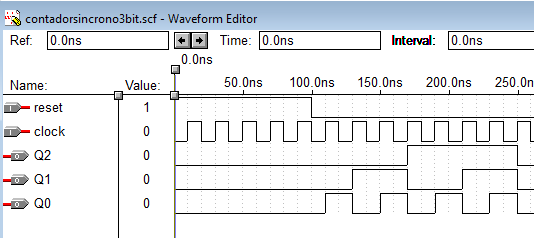 contadorsincrono3bit.scf - Waveform Editor
Ref: 0.0ns Time: 0.0ns Interval: 0.0ns
0.0ns
Name: Value: 50.0ns 100.0ns 150.0ns 200.0ns 250.0n
reset 1
clock 0
Q2 0
Q1 0
Q0 0